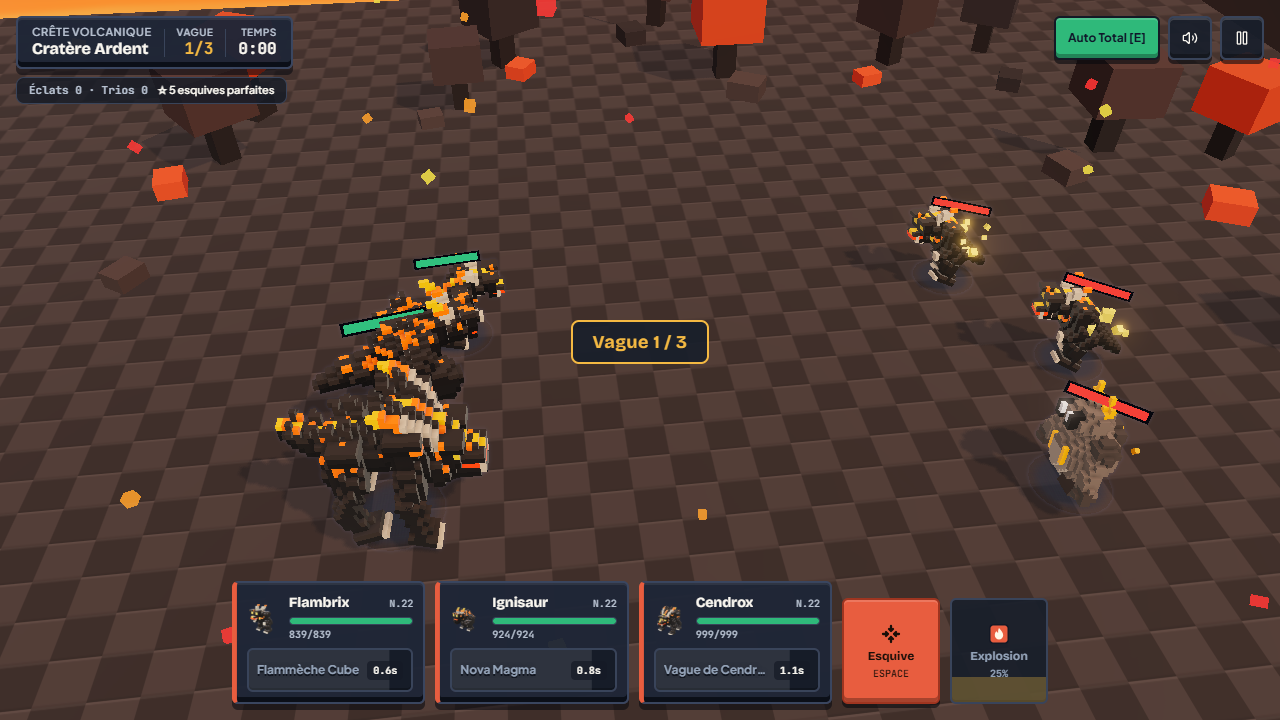 CRÊTE VOLCANIQUE
Cratère Ardent
VAGUE
1/3
TEMPS
0:00
Éclats 0 · Trios 0 ★ 5 esquives parfaites
Auto Total [E]
Vague 1 / 3
Flambrix N.22
839/839
Flammèche Cube 0.6s
Ignisaur N.22
924/924
Nova Magma 0.8s
Cendrox N.22
999/999
Vague de Cendr... 1.1s
Esquive
ESPACE
Explosion
25%